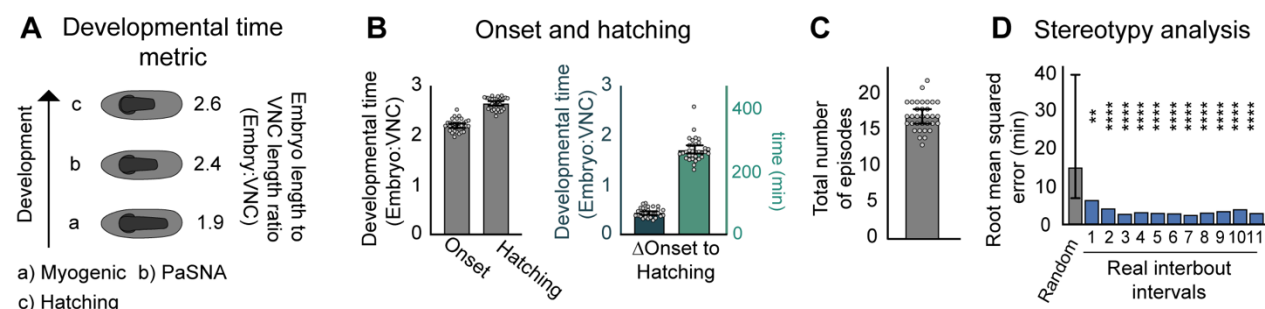 A
Developmental time
metric
Development
c
2.6
b
2.4
a
1.9
Embryo length to
VNC length ratio
(Embry:VNC)
a) Myogenic b) PaSNA
c) Hatching
B
Onset and hatching
Developmental time
(Embryo:VNC)
3
2
1
0
Onset
Hatching
Developmental time
(Embryo:VNC)
3
2
1
0
400
200
0
time (min)
ΔOnset to
Hatching
C
Total number
of episodes
20
15
10
5
0
D
Stereotypy analysis
Root mean squared
error (min)
40
30
20
10
0
** **** **** **** **** **** **** **** **** **** ****
Random
1 2 3 4 5 6 7 8 9 10 11
Real interbout
intervals